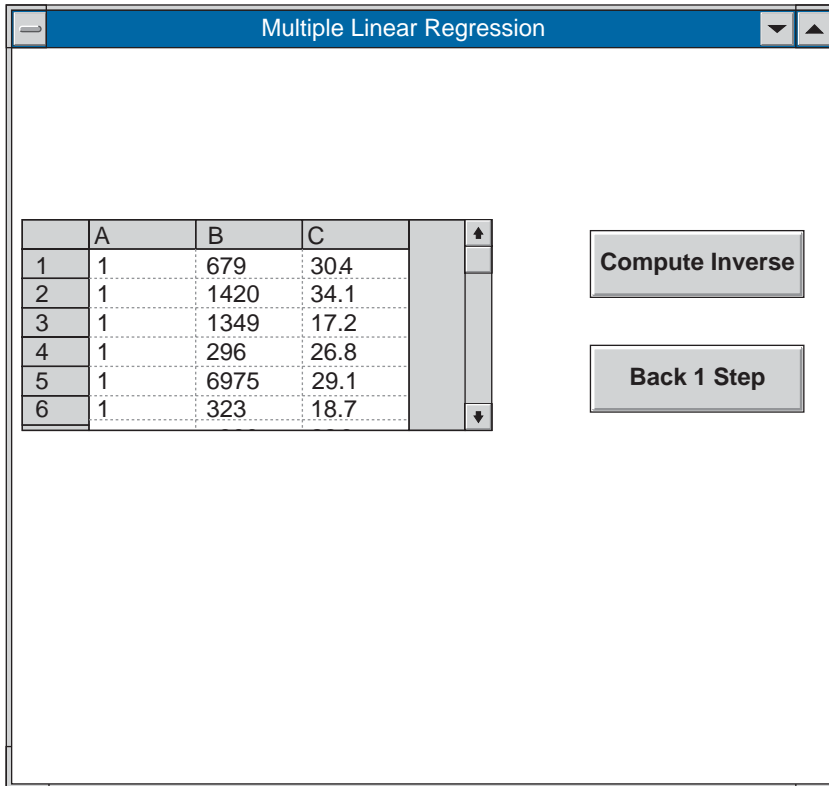 Multiple Linear Regression
A B C
1 1 679 30.4
2 1 1420 34.1
3 1 1349 17.2
4 1 296 26.8
5 1 6975 29.1
6 1 323 18.7
Compute Inverse
Back 1 Step